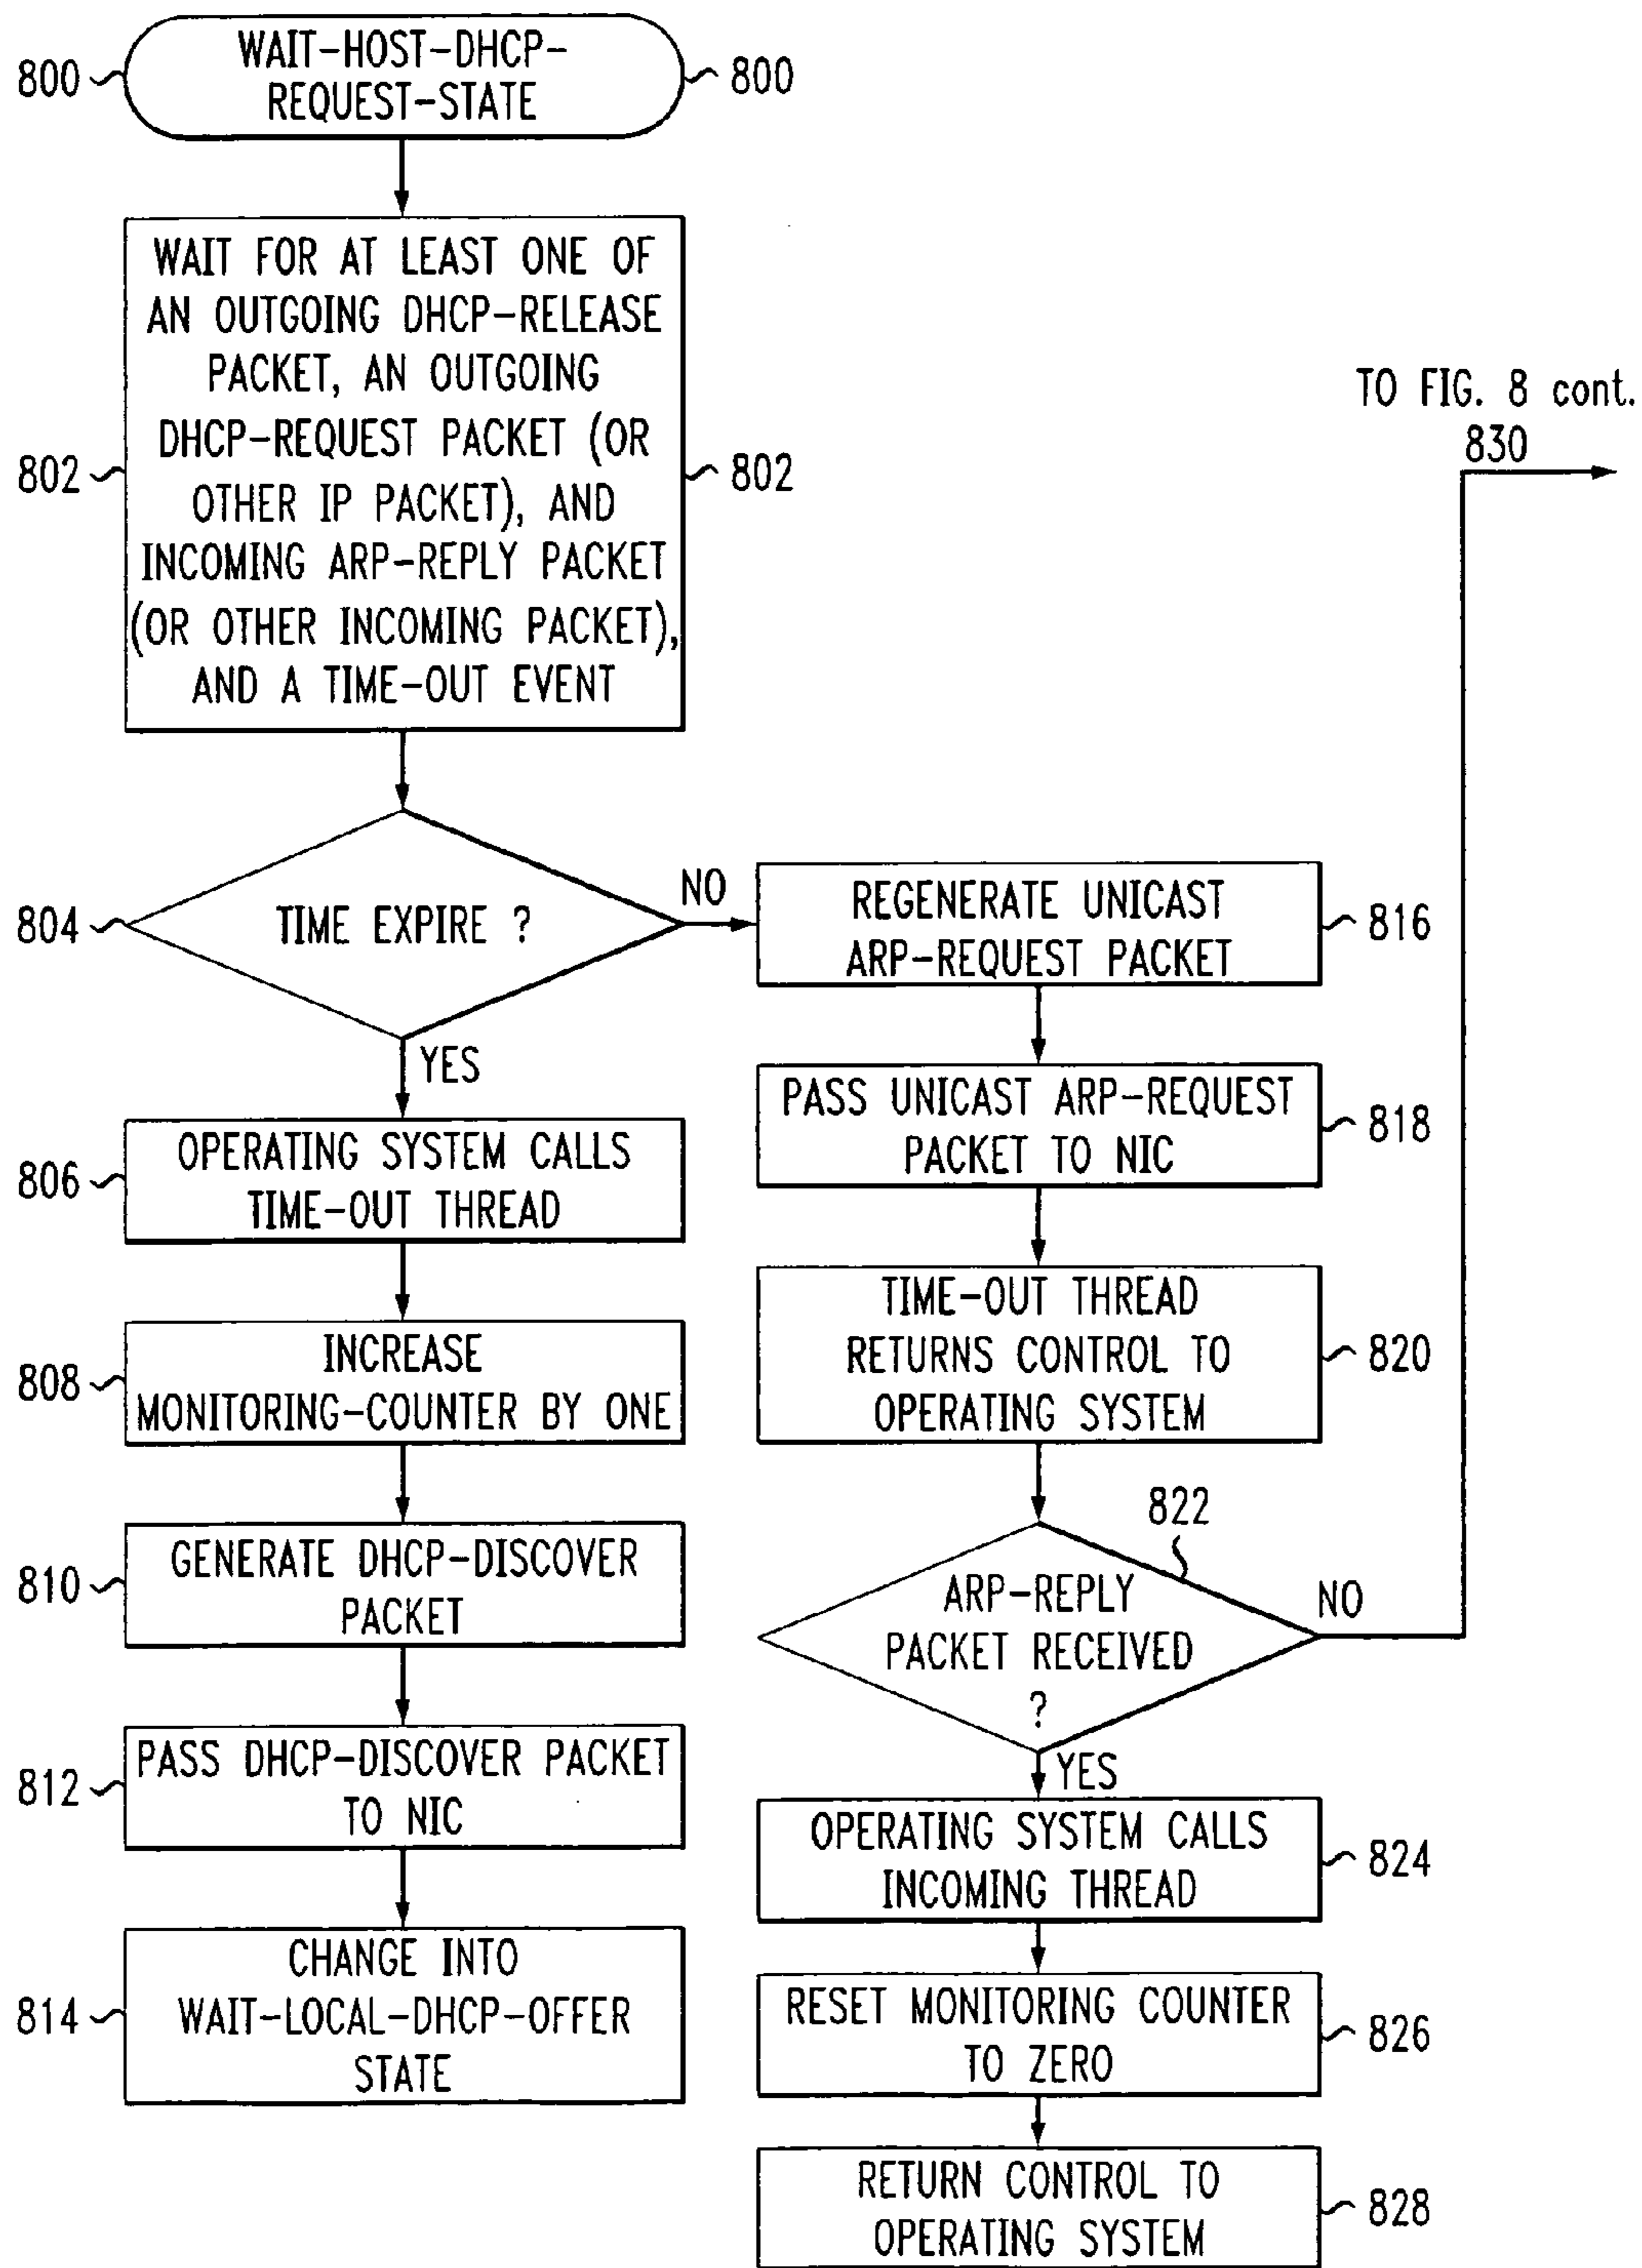 800
WAIT-HOST-DHCP-
REQUEST-STATE
800
802
WAIT FOR AT LEAST ONE OF
AN OUTGOING DHCP-RELEASE
PACKET, AN OUTGOING
DHCP-REQUEST PACKET (OR
OTHER IP PACKET), AND
INCOMING ARP-REPLY PACKET
(OR OTHER INCOMING PACKET),
AND A TIME-OUT EVENT
802
TO FIG. 8 cont.
830
804
TIME EXPIRE ?
NO
YES
806
OPERATING SYSTEM CALLS
TIME-OUT THREAD
808
INCREASE
MONITORING-COUNTER BY ONE
810
GENERATE DHCP-DISCOVER
PACKET
812
PASS DHCP-DISCOVER PACKET
TO NIC
814
CHANGE INTO
WAIT-LOCAL-DHCP-OFFER
STATE
REGENERATE UNICAST
ARP-REQUEST PACKET
816
PASS UNICAST ARP-REQUEST
PACKET TO NIC
818
TIME-OUT THREAD
RETURNS CONTROL TO
OPERATING SYSTEM
820
822
ARP-REPLY
PACKET RECEIVED
?
NO
YES
OPERATING SYSTEM CALLS
INCOMING THREAD
824
RESET MONITORING COUNTER
TO ZERO
826
RETURN CONTROL TO
OPERATING SYSTEM
828